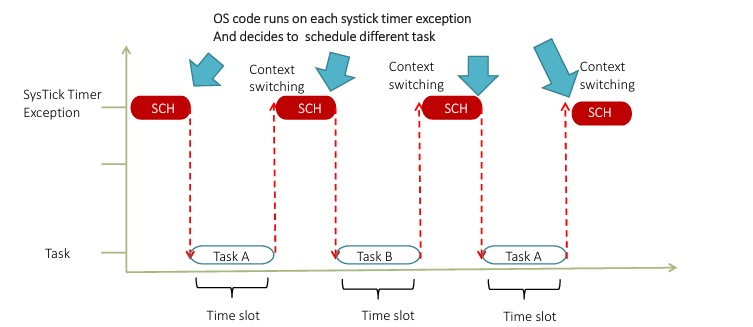 OS code runs on each systick timer exception
And decides to  schedule different task
Context
switching
Context
switching
Context
switching
SysTick Timer
Exception
SCH
SCH
SCH
SCH
Task
Task A
Task B
Task A
Time slot
Time slot
Time slot